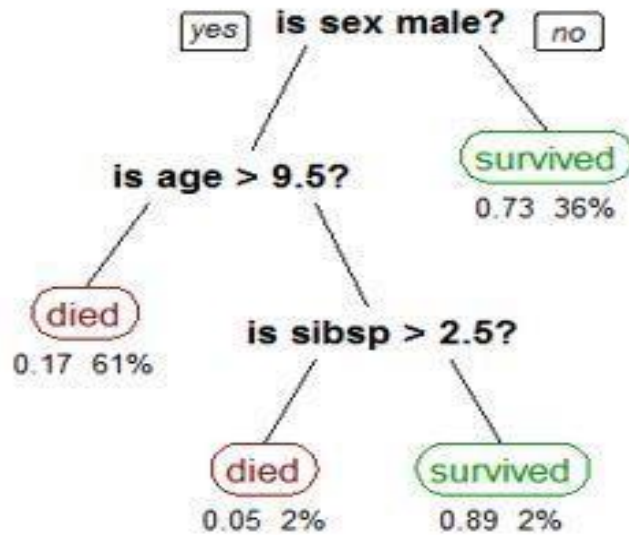 yes is sex male? no
is age > 9.5?
survived
0.73 36%
died
0.17 61%
is sibsp > 2.5?
died survived
0.05 2% 0.89 2%